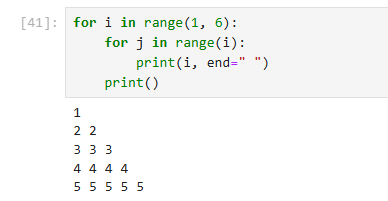 [41]: for i in range(1, 6):
    for j in range(i):
        print(i, end=" ")
    print()
1
2 2
3 3 3
4 4 4 4
5 5 5 5 5